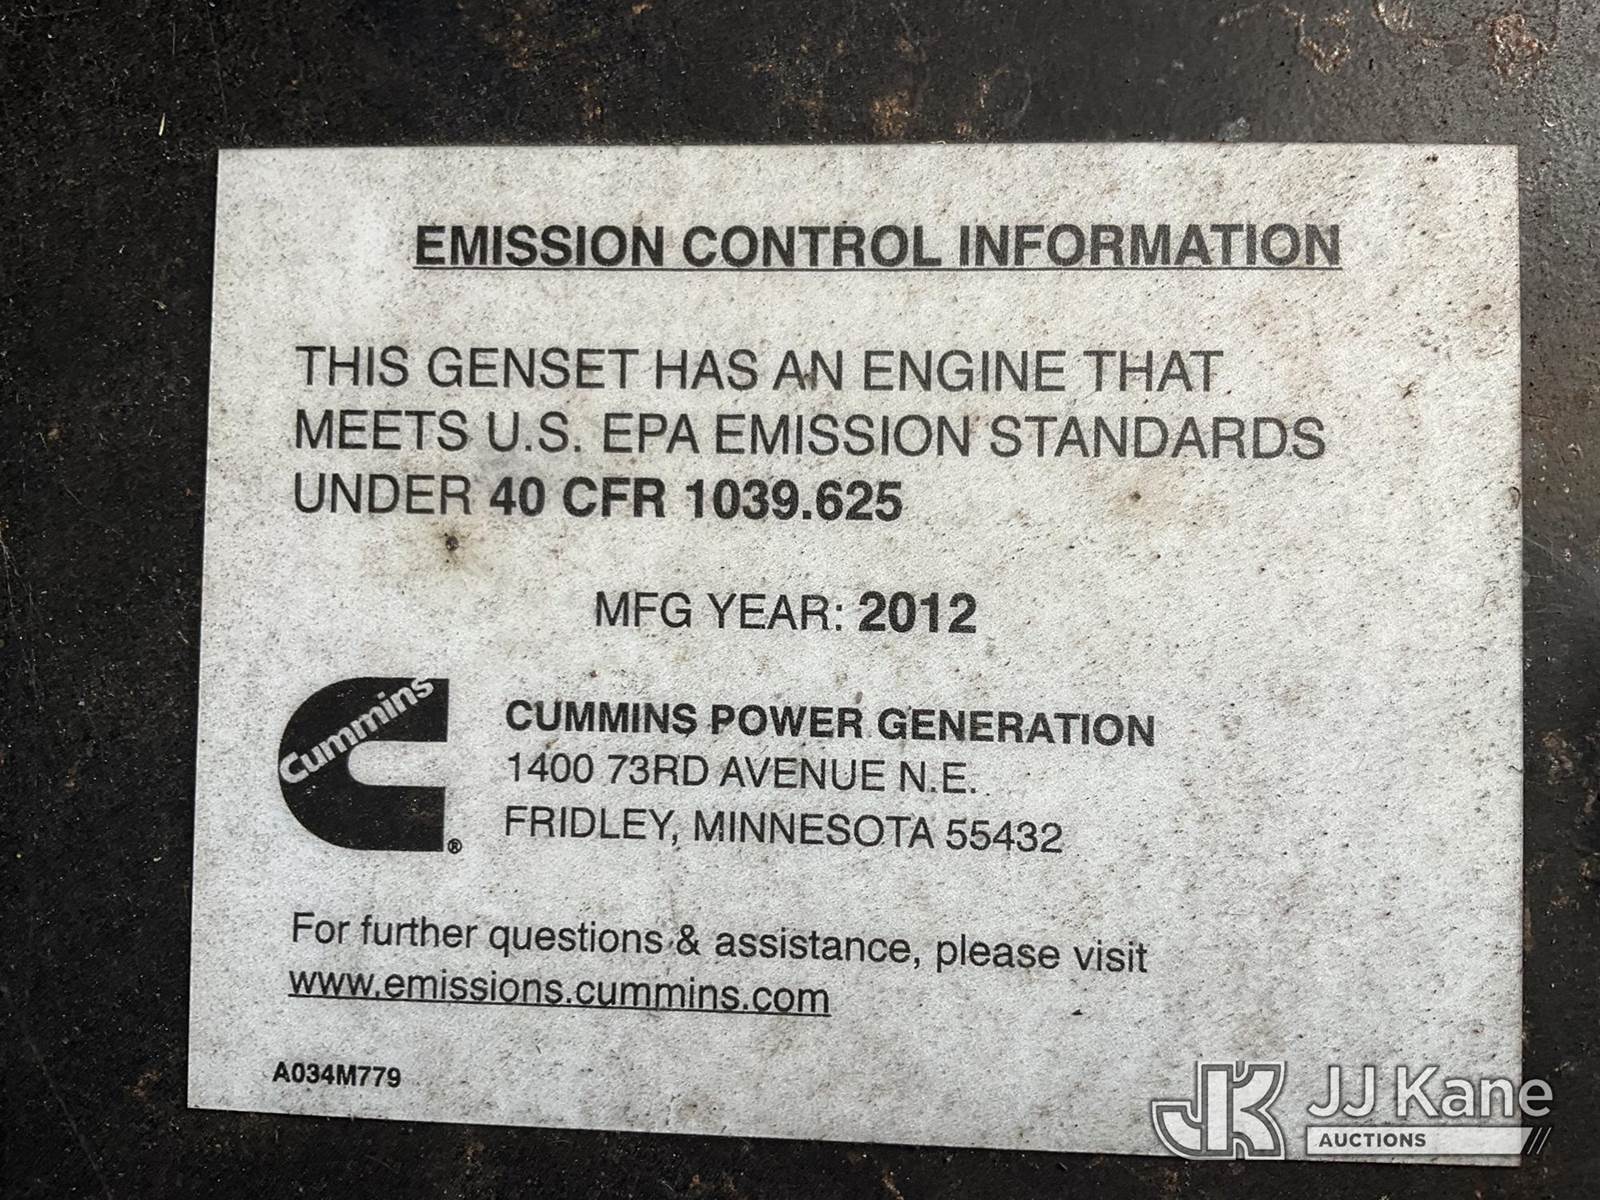 EMISSION CONTROL INFORMATION
THIS GENSET HAS AN ENGINE THAT
MEETS U.S. EPA EMISSION STANDARDS
UNDER 40 CFR 1039.625
MFG YEAR: 2012
Cummins
®
CUMMINS POWER GENERATION
1400 73RD AVENUE N.E.
FRIDLEY, MINNESOTA 55432
For further questions & assistance, please visit
www.emissions.cummins.com
A034M779
JK JJ Kane
AUCTIONS